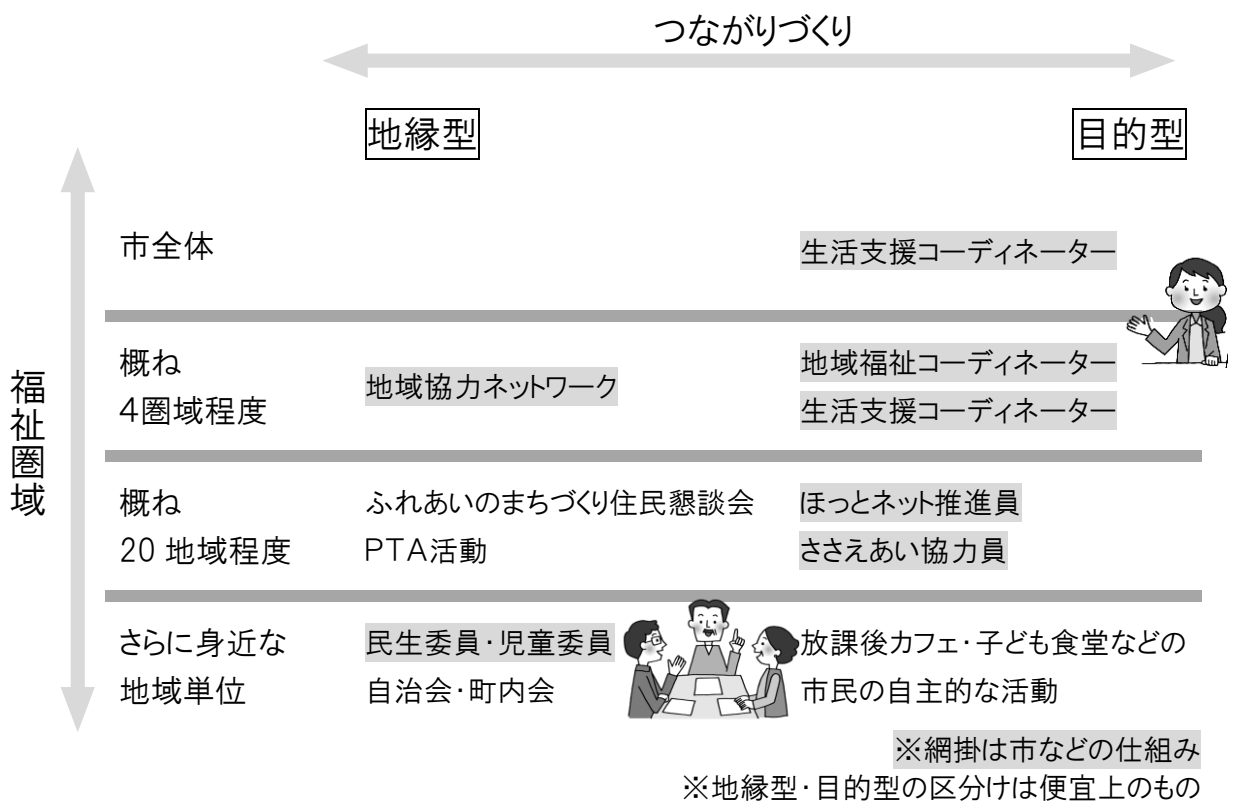 つながりづくり
地縁型
目的型
福祉圏域
市全体
生活支援コーディネーター
概ね
4圏域程度
地域協力ネットワーク
地域福祉コーディネーター
生活支援コーディネーター
概ね
20 地域程度
ふれあいのまちづくり住民懇談会
PTA活動
ほっとネット推進員
ささえあい協力員
さらに身近な
地域単位
民生委員・児童委員
自治会・町内会
放課後カフェ・子ども食堂などの
市民の自主的な活動
※網掛は市などの仕組み
※地縁型・目的型の区分けは便宜上のもの